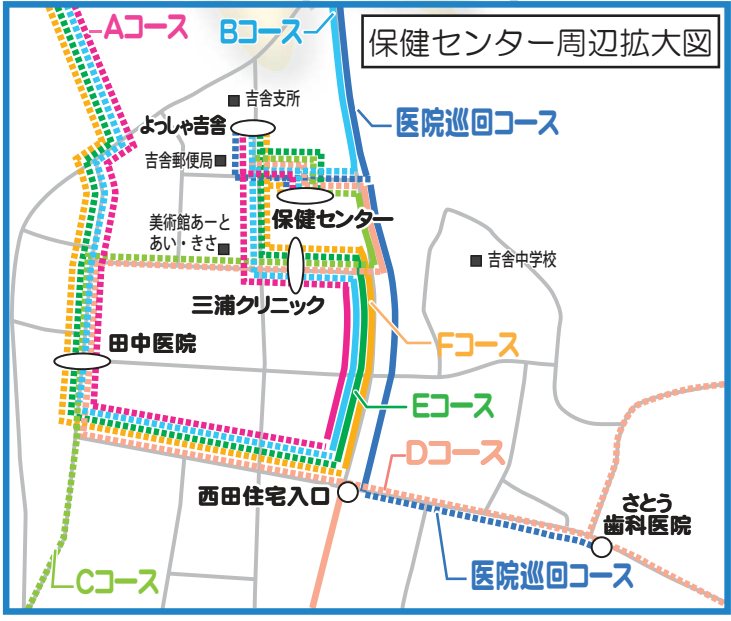 Aコース
Bコース
保健センター周辺拡大図
吉舎支所
医院巡回コース
よっしゃ吉舎
吉舎郵便局
保健センター
美術館あーと
あい・きさ
吉舎中学校
三浦クリニック
田中医院
Fコース
Eコース
Dコース
西田住宅入口
さとう
歯科医院
Cコース
医院巡回コース